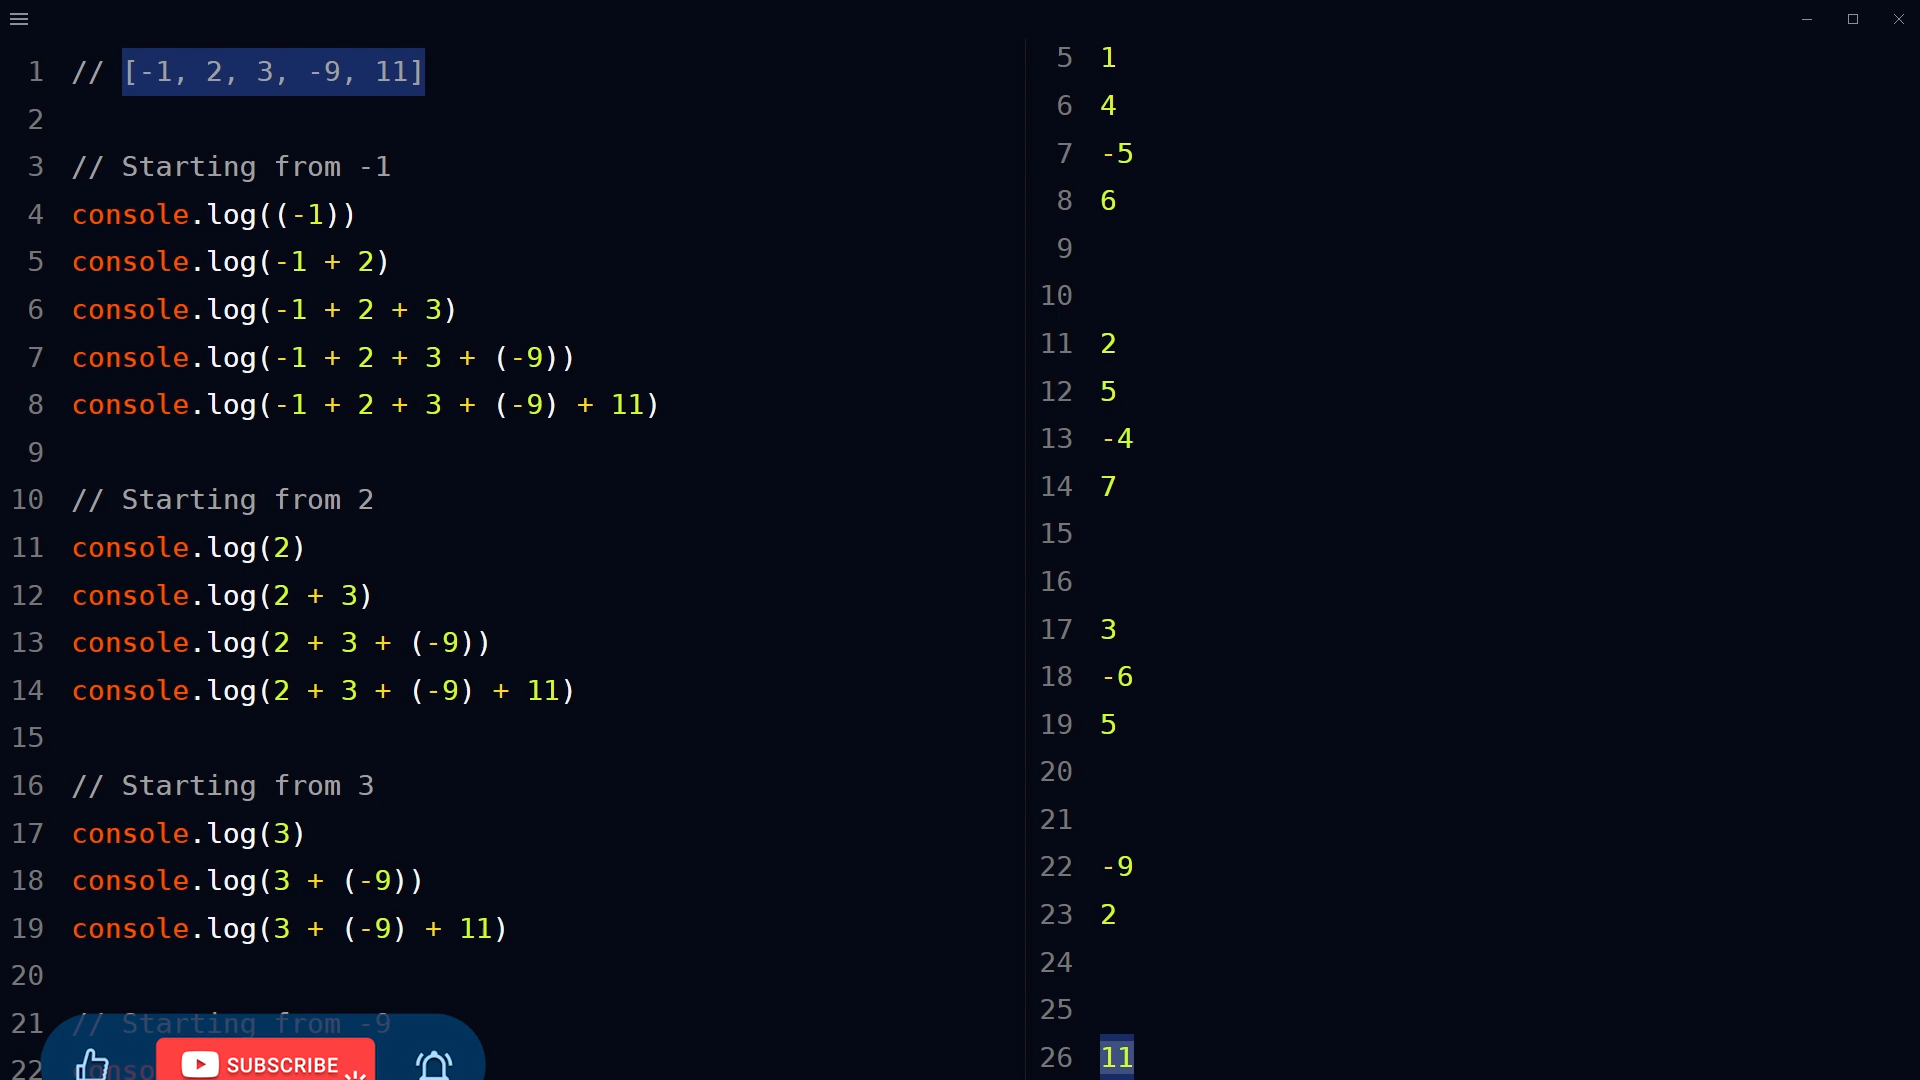 1 // [-1, 2, 3, -9, 11]
2
3 // Starting from -1
4 console.log((-1))
5 console.log(-1 + 2)
6 console.log(-1 + 2 + 3)
7 console.log(-1 + 2 + 3 + (-9))
8 console.log(-1 + 2 + 3 + (-9) + 11)
9
10 // Starting from 2
11 console.log(2)
12 console.log(2 + 3)
13 console.log(2 + 3 + (-9))
14 console.log(2 + 3 + (-9) + 11)
15
16 // Starting from 3
17 console.log(3)
18 console.log(3 + (-9))
19 console.log(3 + (-9) + 11)
20
21 // Starting from -9
22
SUBSCRIBE
5 1
6 4
7 -5
8 6
9
10
11 2
12 5
13 -4
14 7
15
16
17 3
18 -6
19 5
20
21
22 -9
23 2
24
25
26 11